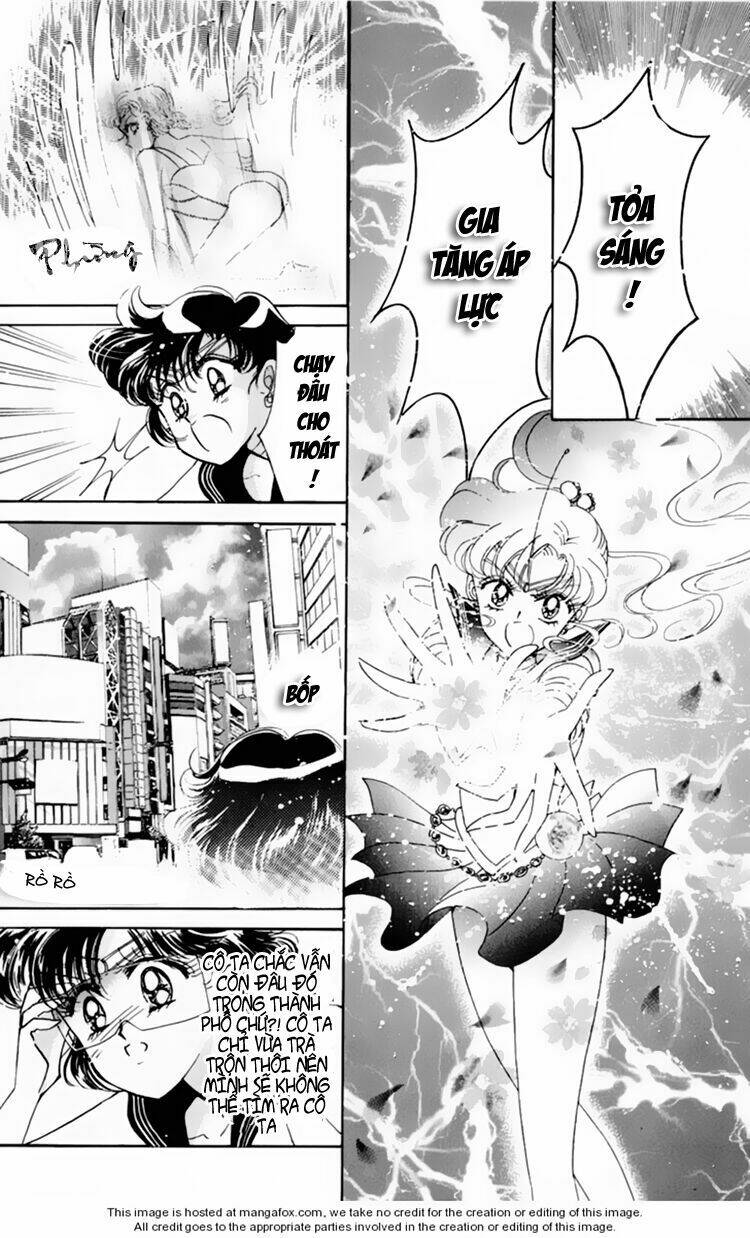 TỎA
SÁNG
!
GIA
TĂNG ÁP
LỰC
Phừng
CHẠY
ĐÂU CHO
THOÁT
!
BỐP
RỒ RỒ
CÔ TA CHẮC VẪN
CÒN ĐÂU ĐÓ
TRONG THÀNH
PHỐ CHỨ?! CÔ TA
CHỈ VỪA TRÀ
TRỘN THÔI NÊN
MÌNH SẼ KHÔNG
THỂ TÌM RA CÔ
TA
This image is hosted at mangafox.com, we take no credit for the creation or editing of this image.
All credit goes to the appropriate parties involved in the creation or editing of this image.